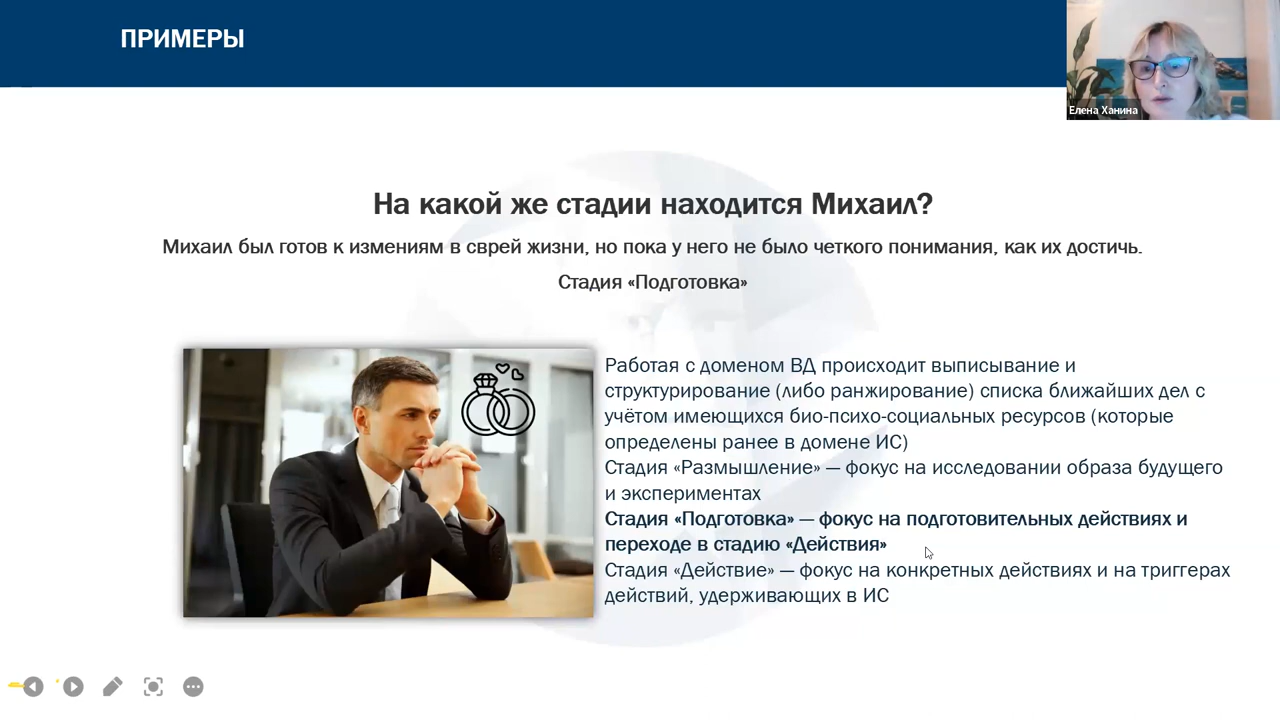 ПРИМЕРЫ
Елена Ханина
На какой же стадии находится Михаил?
Михаил был готов к измениям в сврей жизни, но пока у него не было четкого понимания, как их достичь.
Стадия «Подготовка»
Работая с доменом ВД происходит выписывание и
структурирование (либо ранжирование) списка ближайших дел с
учётом имеющихся био-психо-социальных ресурсов (которые
определены ранее в домене ИС)
Стадия «Размышление» — фокус на исследовании образа будущего
и экспериментах
Стадия «Подготовка» — фокус на подготовительных действиях и
переходе в стадию «Действия»
Стадия «Действие» — фокус на конкретных действиях и на триггерах
действий, удерживающих в ИС